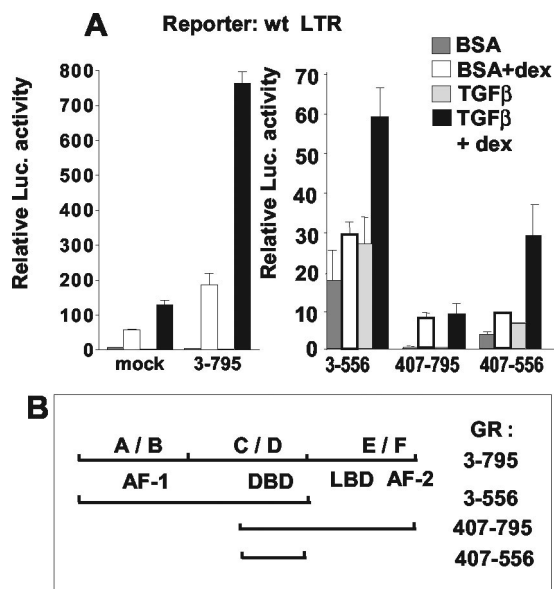 A Reporter: wt LTR
BSA
BSA+dex
TGFβ
TGFβ
+ dex
Relative Luc. activity
800
700
600
500
400
300
200
100
0
mock 3-795
Relative Luc. activity
70
60
50
40
30
20
10
0
3-556 407-795 407-556
B
A / B C / D E / F GR :
3-795
AF-1 DBD LBD AF-2
3-556
407-795
407-556